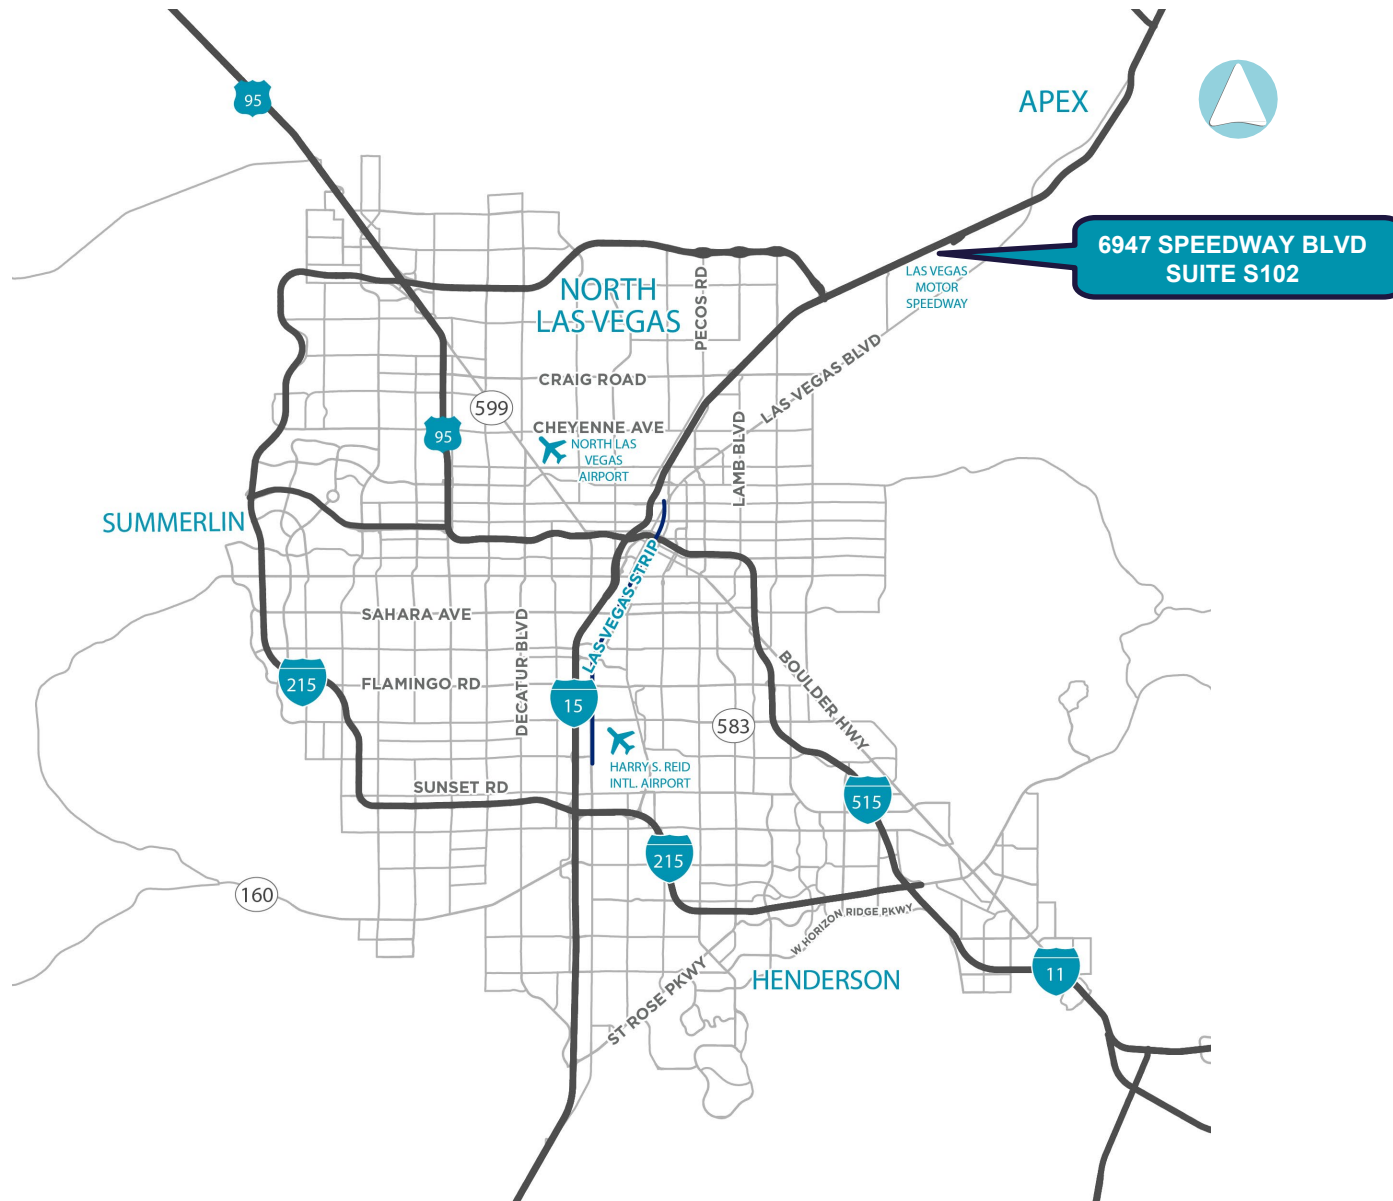 95
APEX
6947 SPEEDWAY BLVD
SUITE S102
LAS VEGAS
MOTOR
SPEEDWAY
NORTH
LAS VEGAS
PECOS RD
LAS VEGAS BLVD
CRAIG ROAD
599
CHEYENNE AVE
95
NORTH LAS
VEGAS
AIRPORT
LAMB BLVD
SUMMERLIN
LAS VEGAS STRIP
SAHARA AVE
DECATUR BLVD
FLAMINGO RD
215
15
BOULDER HWY
583
HARRY S. REID
INTL. AIRPORT
SUNSET RD
515
215
160
W HORIZON RIDGE PKWY
ST ROSE PKWY
HENDERSON
11